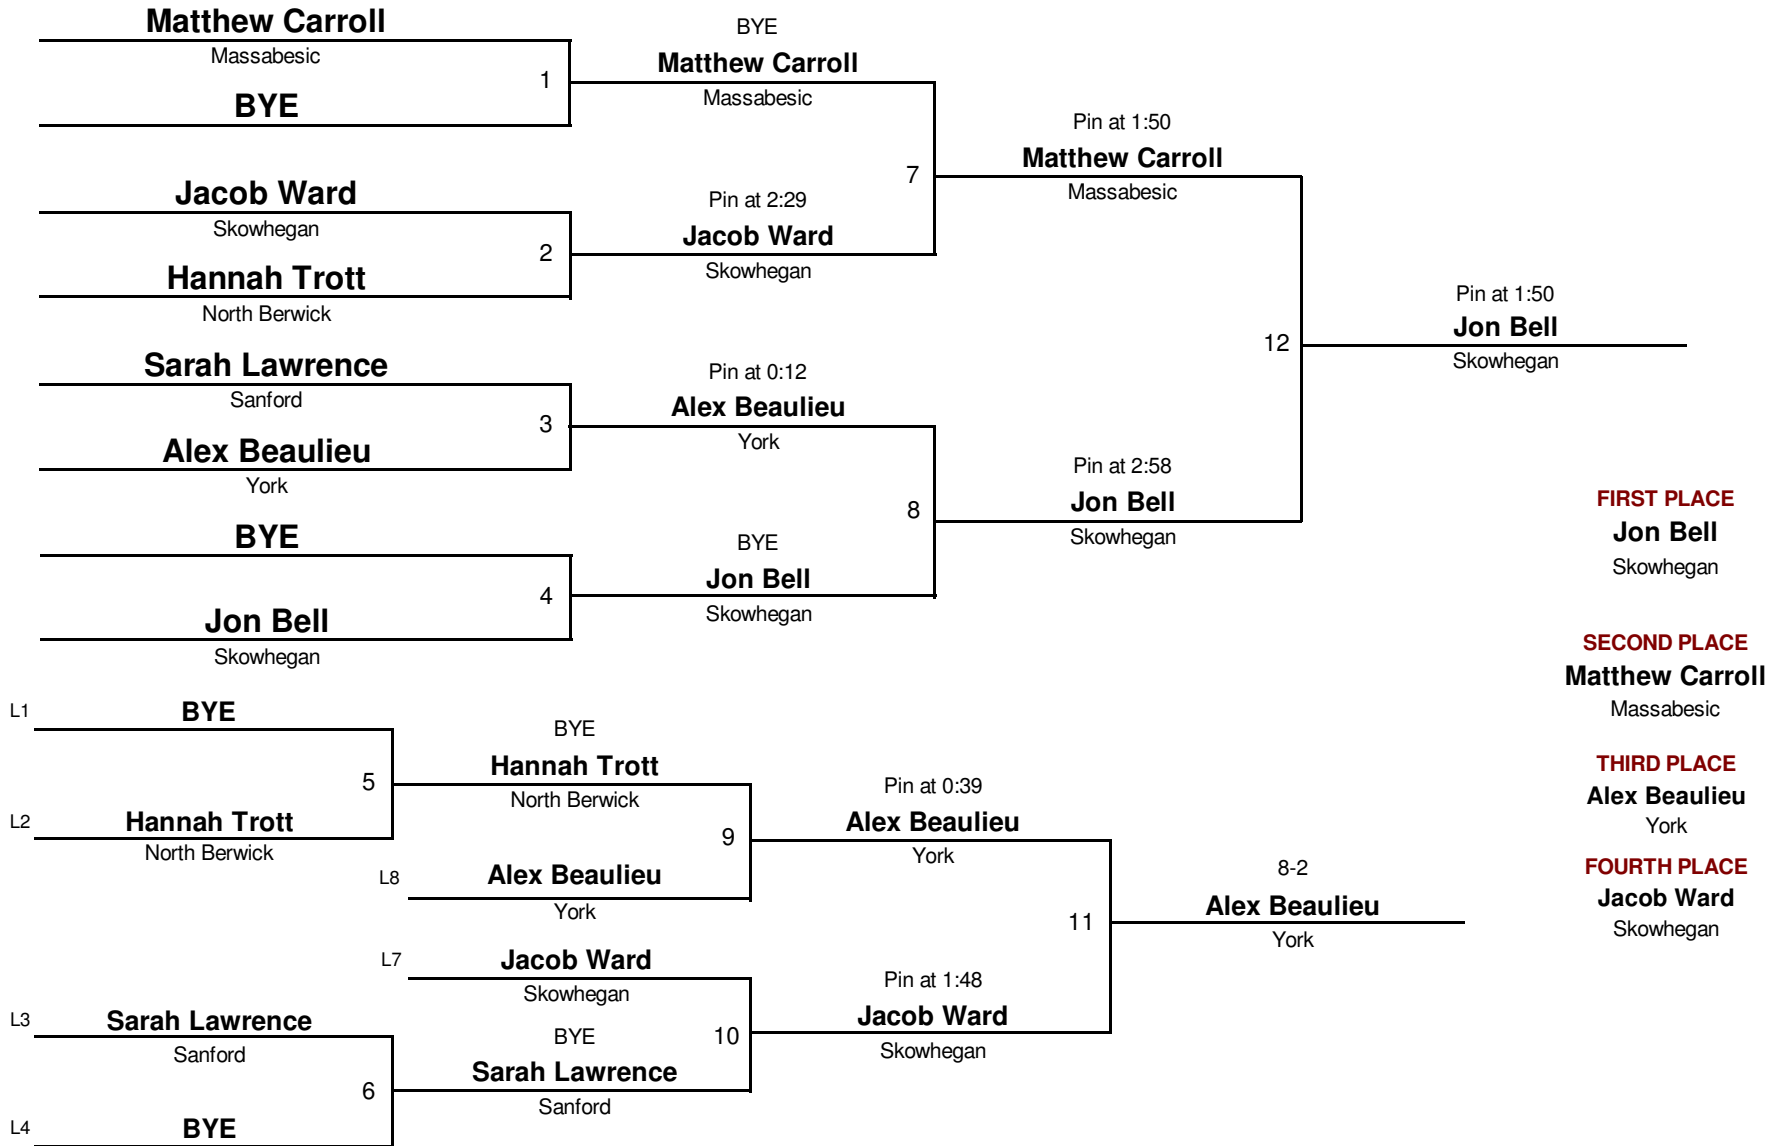 Matthew Carroll
Massabesic
1
BYE
BYE
Matthew Carroll
Massabesic
Jacob Ward
Skowhegan
2
Hannah Trott
North Berwick
Pin at 2:29
Jacob Ward
Skowhegan
7
Pin at 1:50
Matthew Carroll
Massabesic
Sarah Lawrence
Sanford
3
Alex Beaulieu
York
Pin at 0:12
Alex Beaulieu
York
BYE
4
Jon Bell
Skowhegan
BYE
Jon Bell
Skowhegan
8
Pin at 2:58
Jon Bell
Skowhegan
12
Pin at 1:50
Jon Bell
Skowhegan
L1
BYE
5
L2
Hannah Trott
North Berwick
BYE
Hannah Trott
North Berwick
9
L8
Alex Beaulieu
York
Pin at 0:39
Alex Beaulieu
York
L7
Jacob Ward
Skowhegan
10
L3
Sarah Lawrence
Sanford
6
L4
BYE
BYE
Sarah Lawrence
Sanford
Pin at 1:48
Jacob Ward
Skowhegan
11
8-2
Alex Beaulieu
York
FIRST PLACE
Jon Bell
Skowhegan
SECOND PLACE
Matthew Carroll
Massabesic
THIRD PLACE
Alex Beaulieu
York
FOURTH PLACE
Jacob Ward
Skowhegan